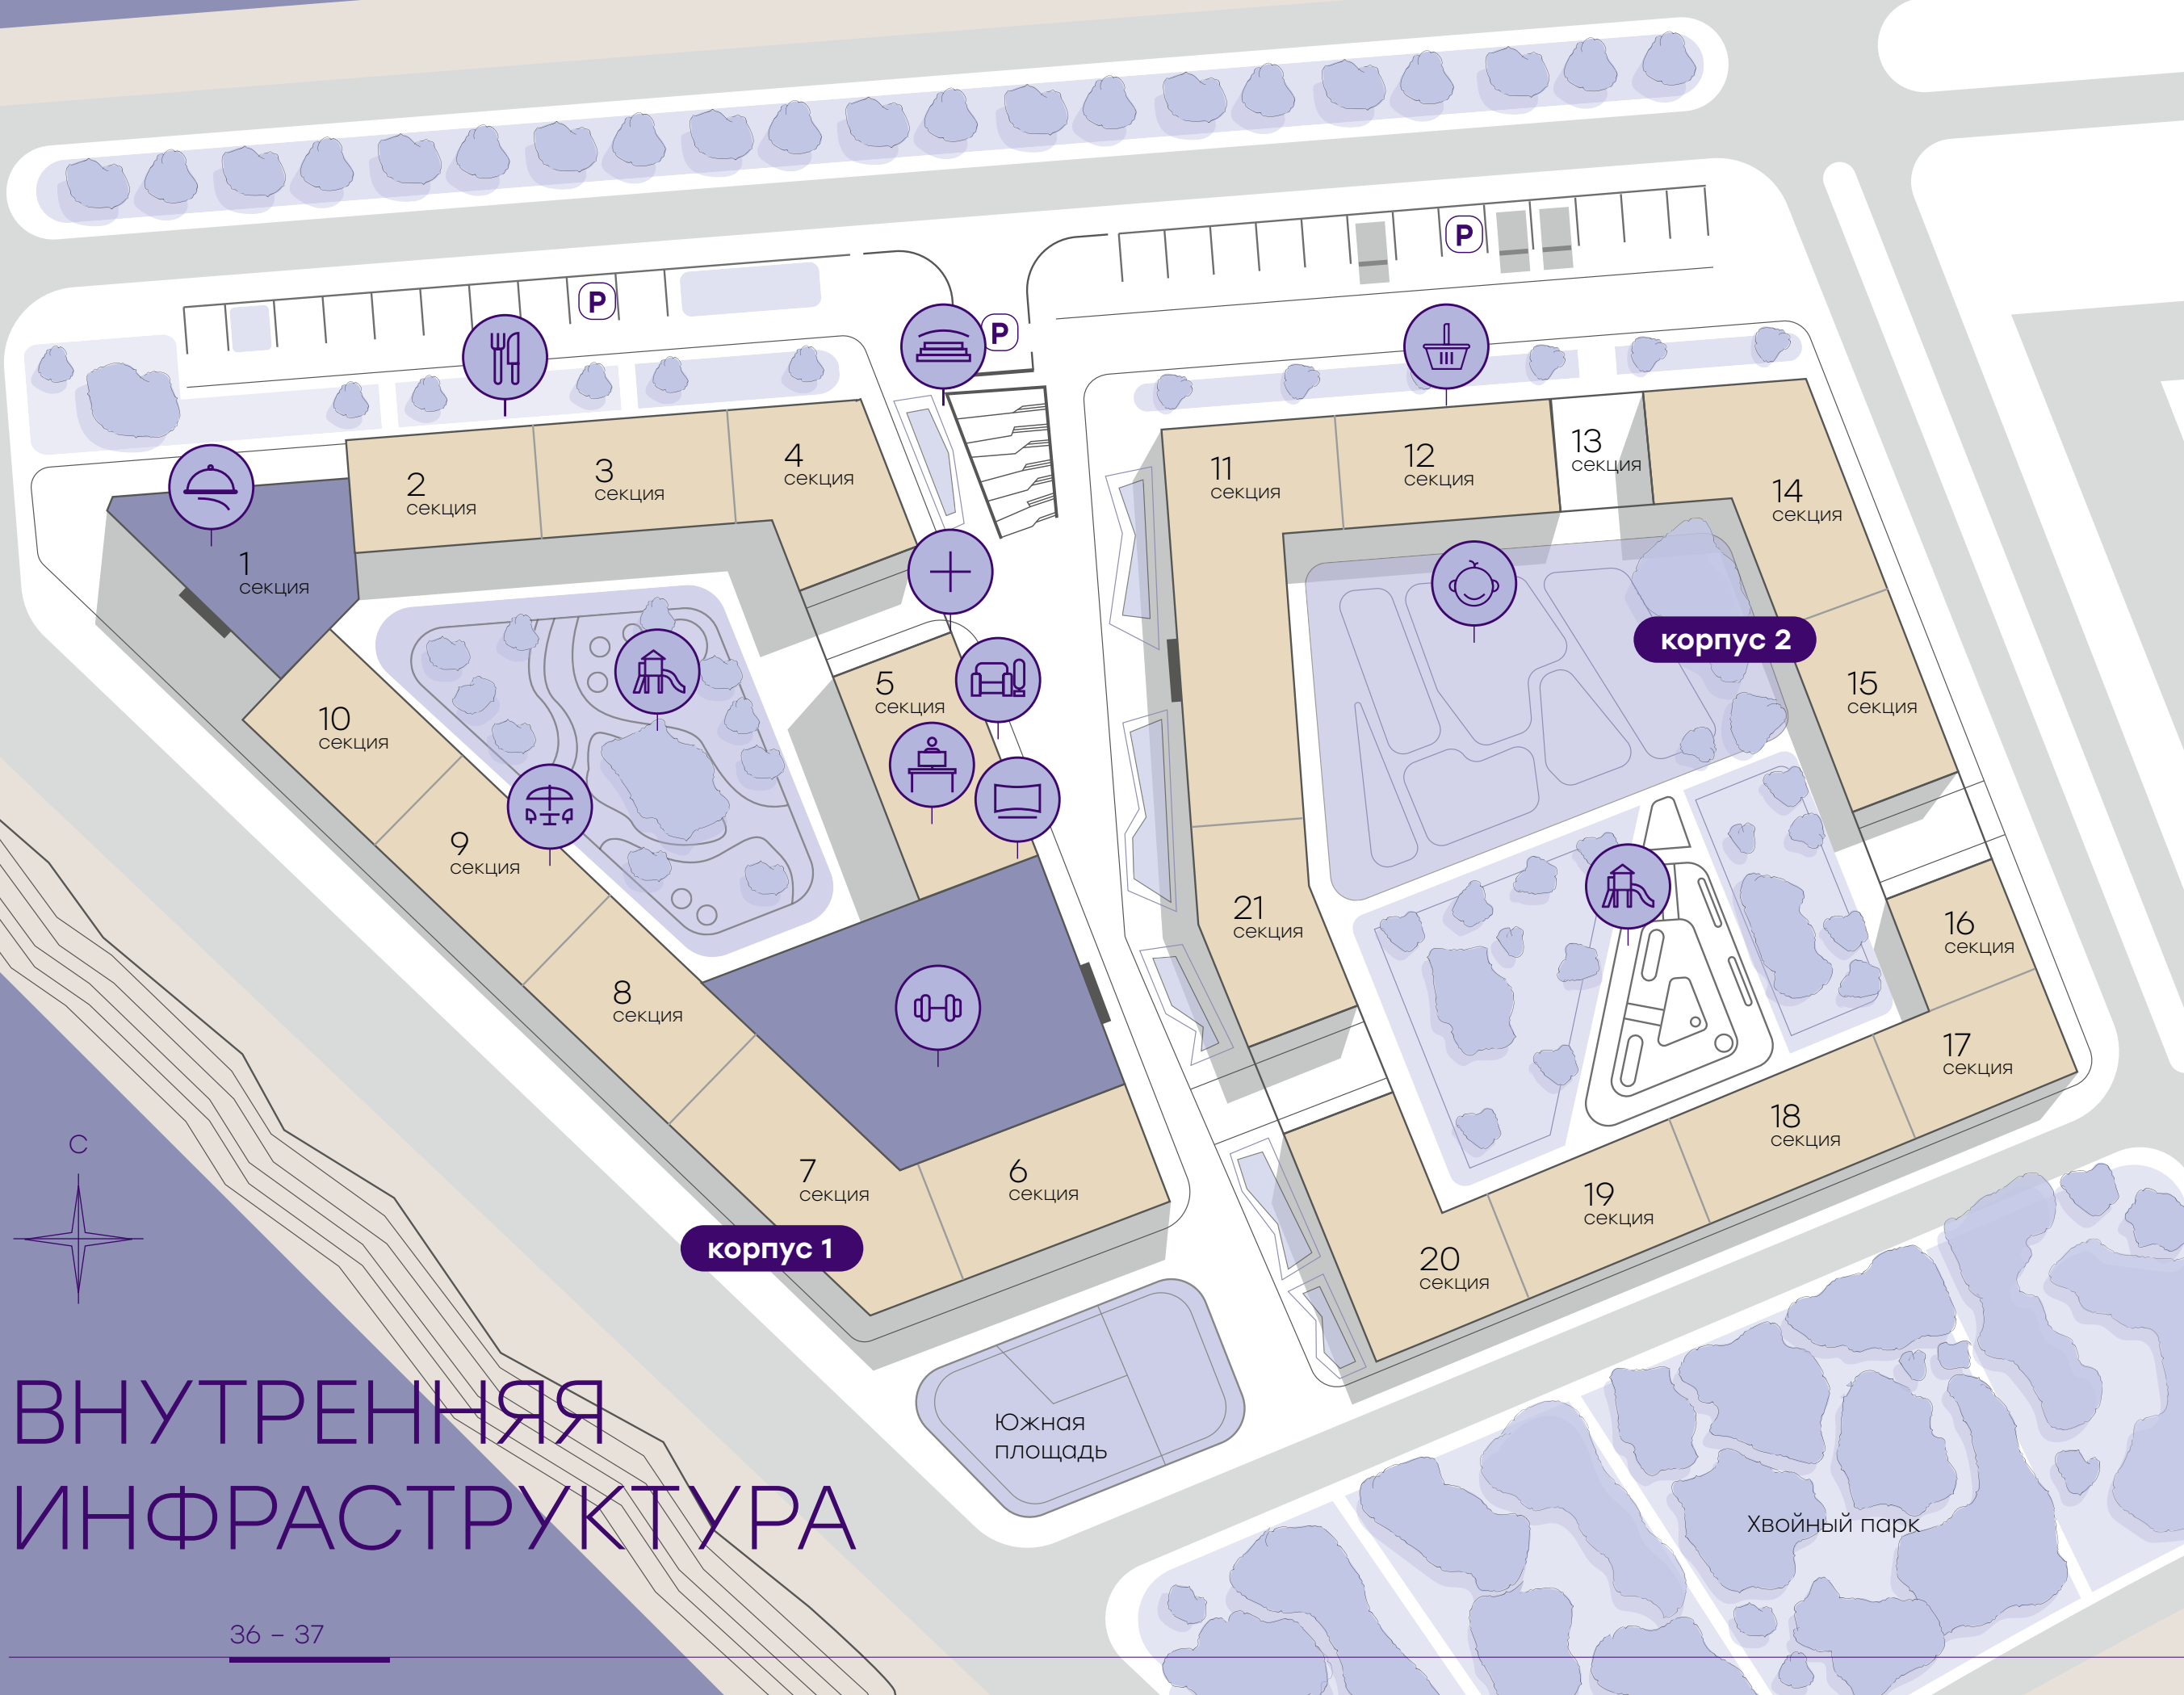 P
P
P
2
секция
3
секция
4
секция
1
секция
11
секция
12
секция
13
секция
14
секция
корпус 2
5
секция
15
секция
10
секция
9
секция
8
секция
21
секция
16
секция
17
секция
18
секция
7
секция
6
секция
19
секция
корпус 1
20
секция
С
Южная
площадь
Хвойный парк
ВНУТРЕННЯЯ
ИНФРАСТРУКТУРА
36 – 37